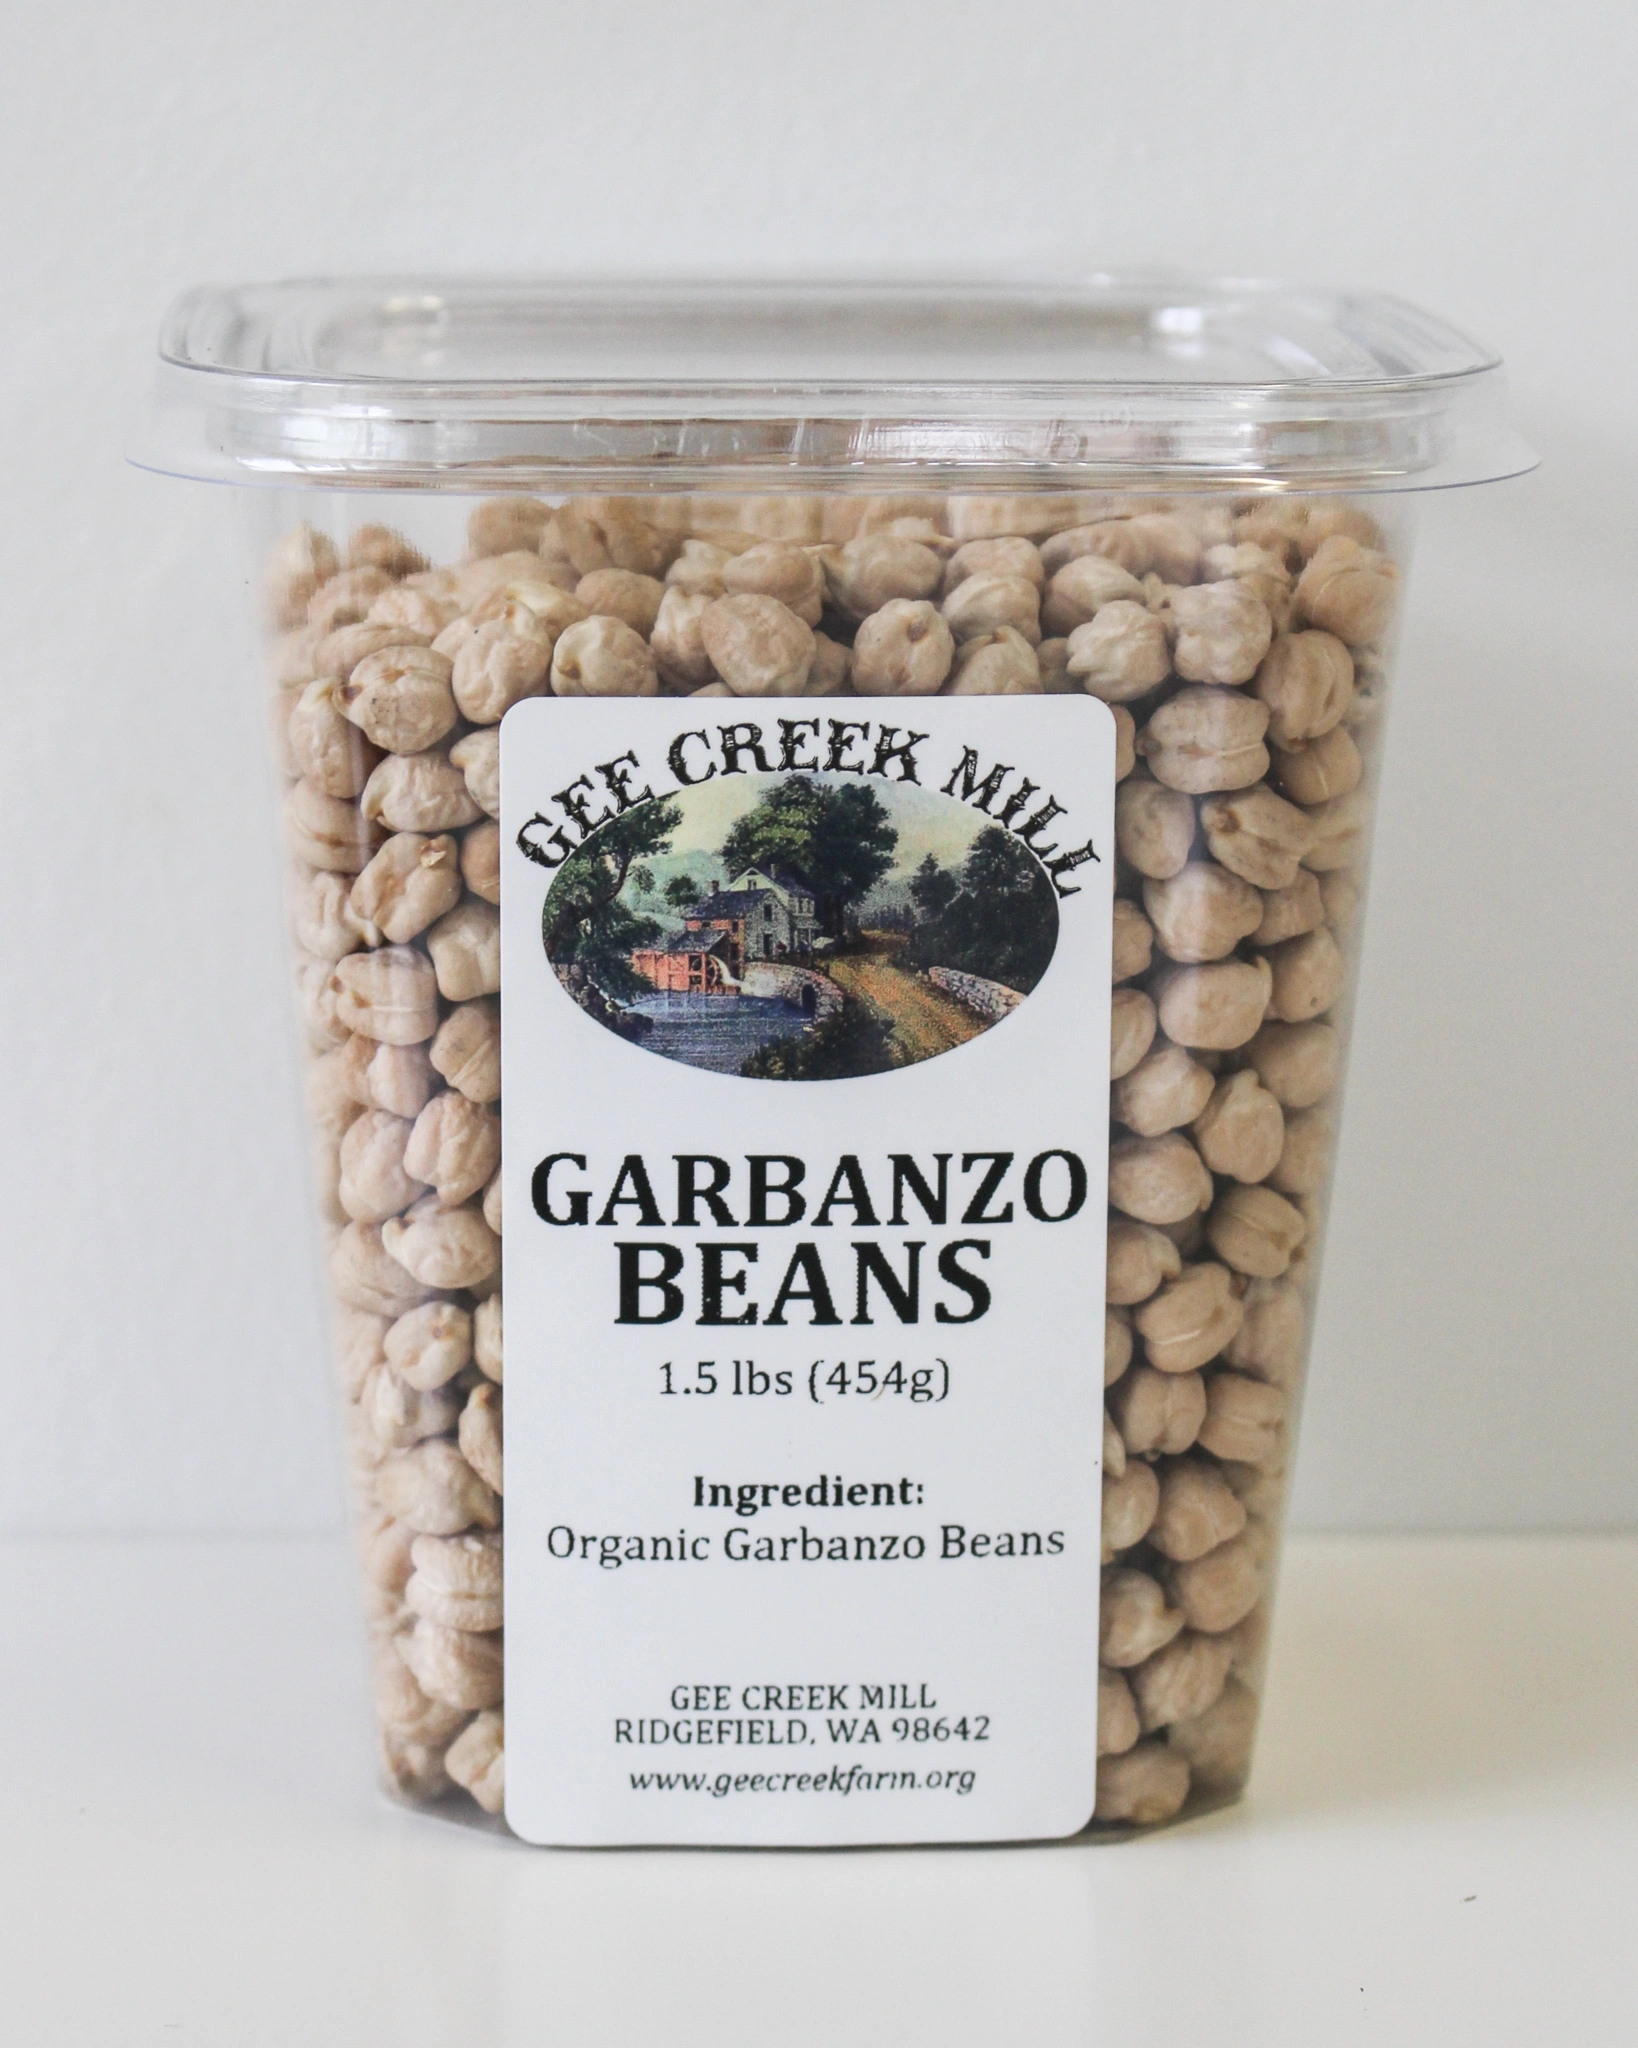 GEE CREEK MILL
GARBANZO
BEANS
1.5 lbs (454g)
Ingredient:
Organic Garbanzo Beans
GEE CREEK MILL
RIDGEFIELD, WA 98642
www.geecreekfarm.org